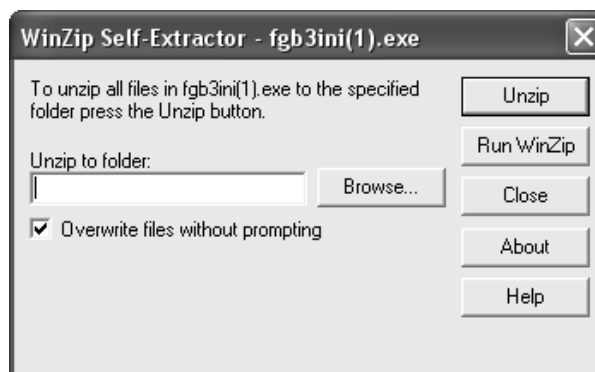 WinZip Self-Extractor - fgb3ini(1).exe
To unzip all files in fgb3ini(1).exe to the specified
folder press the Unzip button.
Unzip to folder:
Browse...
Overwrite files without prompting
Unzip
Run WinZip
Close
About
Help